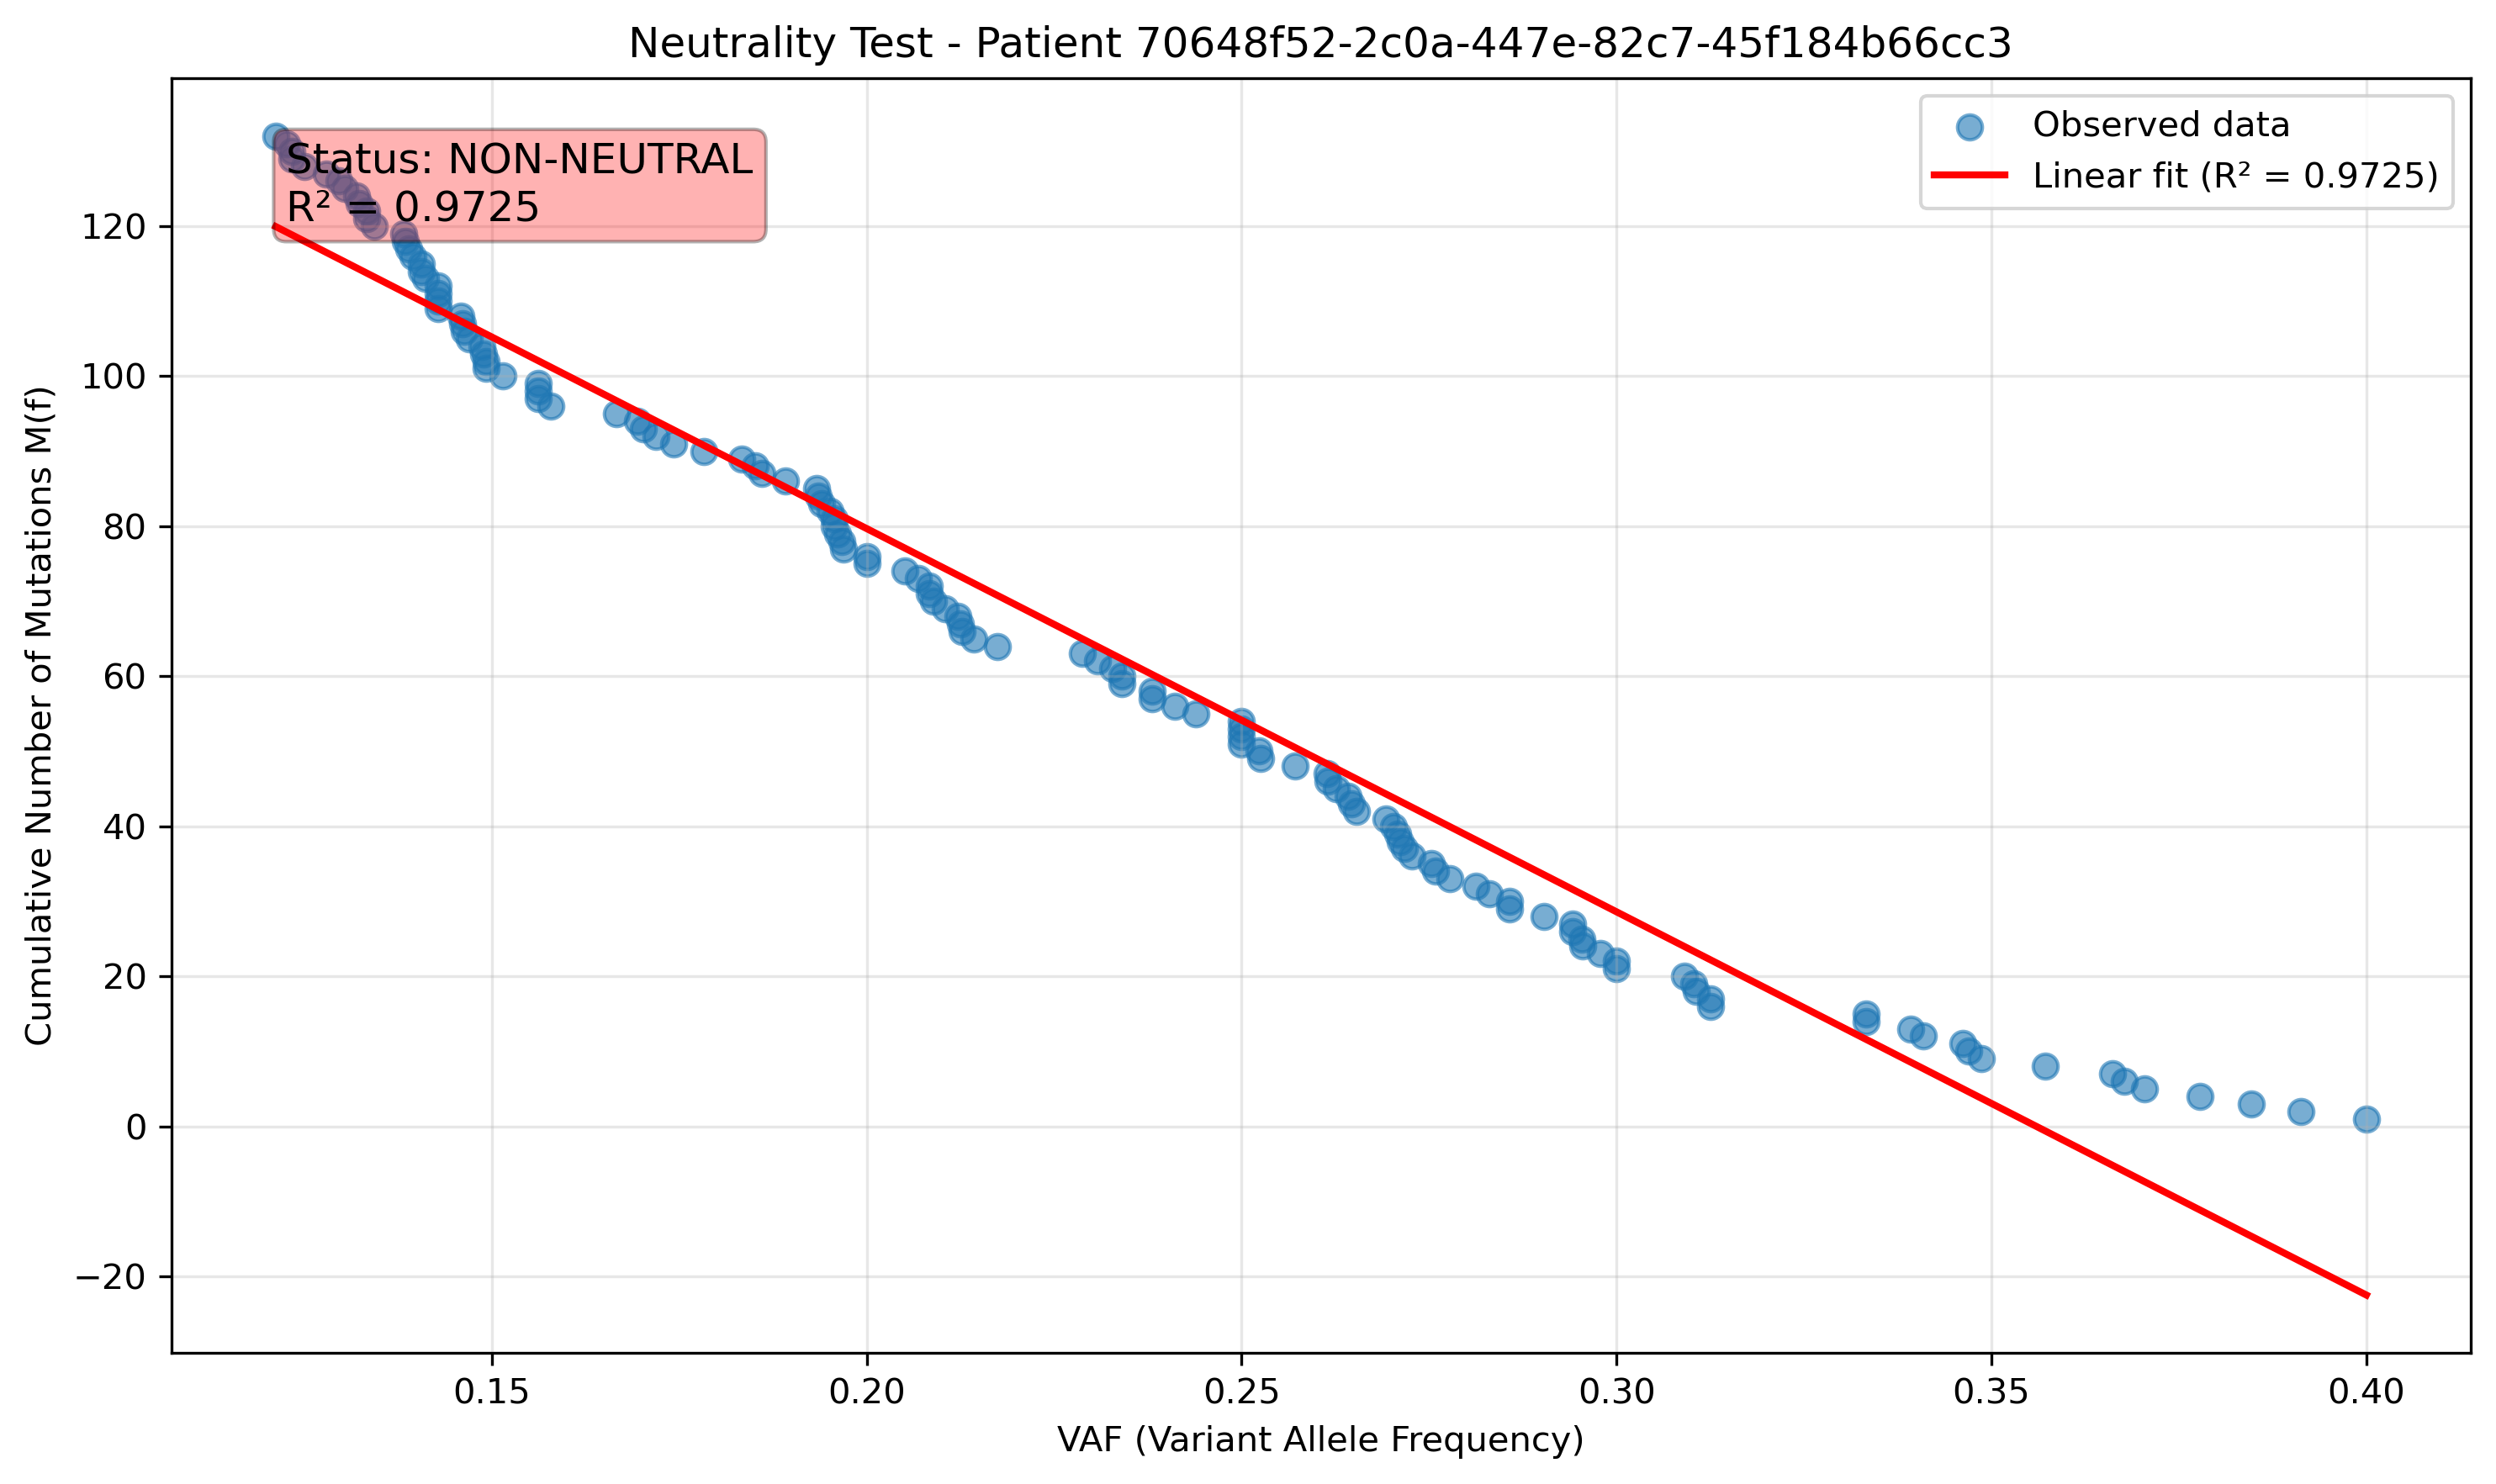 Neutrality Test - Patient 70648f52-2c0a-447e-82c7-45f184b66cc3
Status: NON-NEUTRAL
R² = 0.9725
Observed data
Linear fit (R² = 0.9725)
Cumulative Number of Mutations M(f)
120
100
80
60
40
20
0
−20
0.15
0.20
0.25
0.30
0.35
0.40
VAF (Variant Allele Frequency)